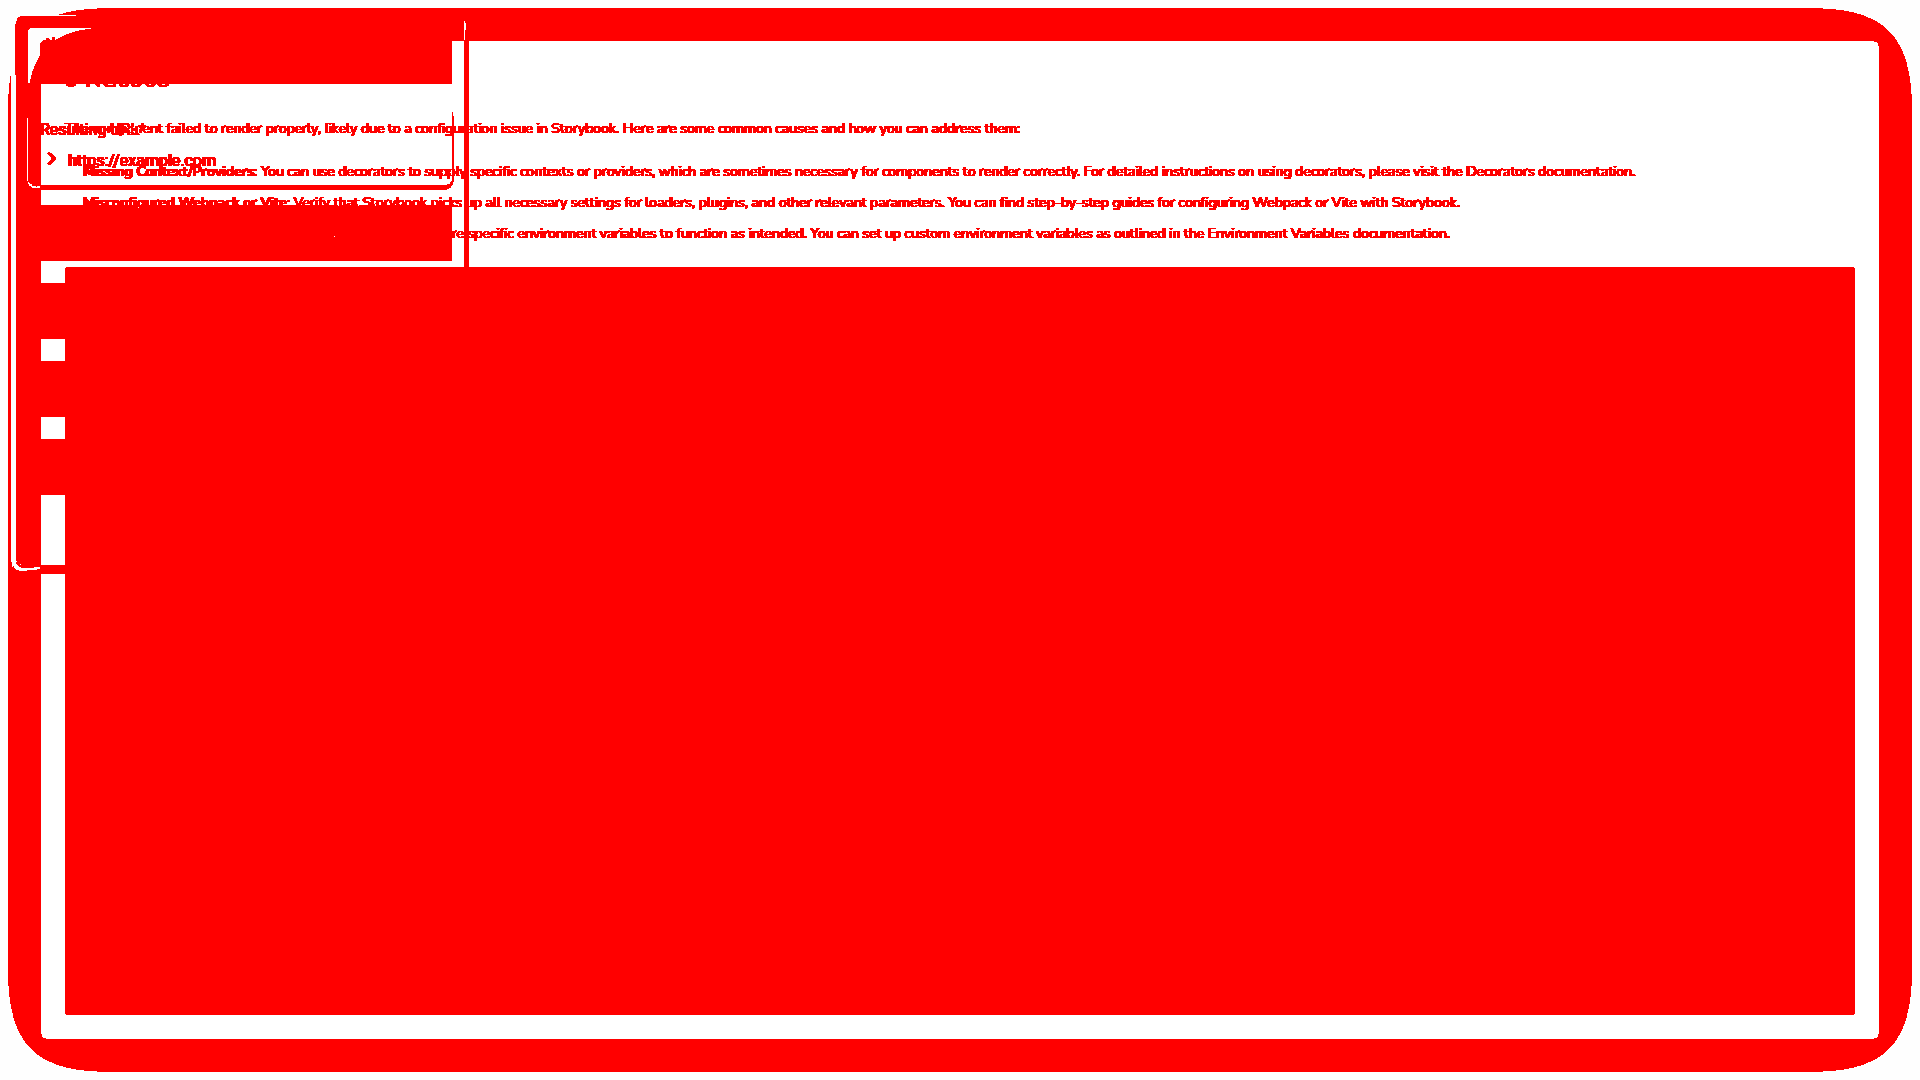 failed to render properly, likely due to a configuration issue in Storybook. Here are some common causes and how you can address them:
https://example.com
Missing Context/Providers: You can use decorators to supply specific contexts or providers, which are sometimes necessary for components to render correctly. For detailed instructions on using decorators, please visit the Decorators documentation.
Misconfigured Webpack or Vite: Verify that Storybook picks up all necessary settings for loaders, plugins, and other relevant parameters. You can find step-by-step guides for configuring Webpack or Vite with Storybook.
specific environment variables to function as intended. You can set up custom environment variables as outlined in the Environment Variables documentation.